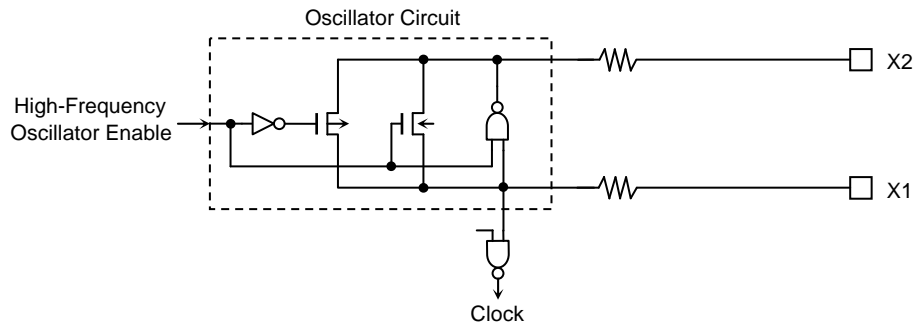 Oscillator Circuit
X2
High-Frequency
Oscillator Enable
X1
Clock